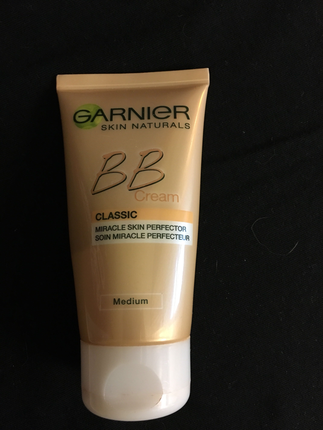 GARNIER
SKIN NATURALS
BB
Cream
CLASSIC
MIRACLE SKIN PERFECTOR
SOIN MIRACLE PERFECTEUR
Medium